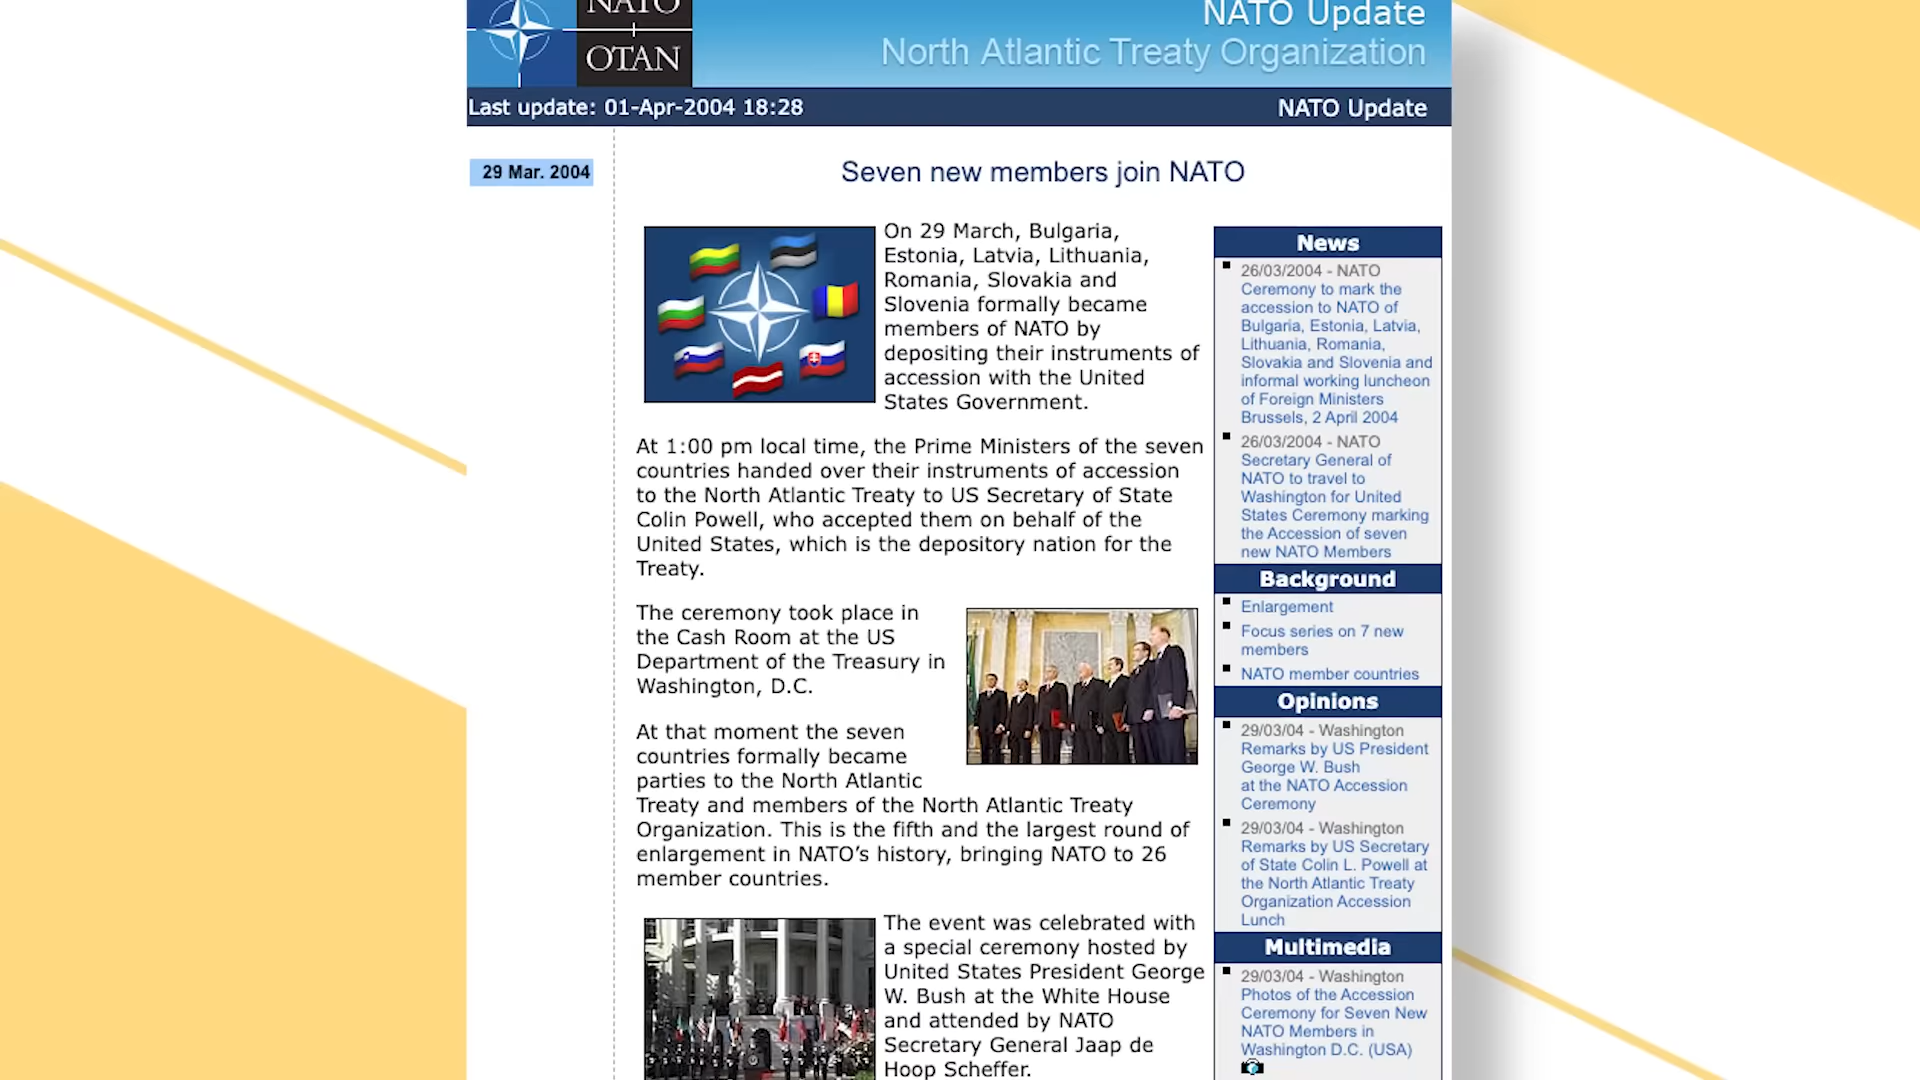 NATO
OTAN
NATO Update
North Atlantic Treaty Organization
Last update: 01-Apr-2004 18:28
NATO Update
29 Mar. 2004
Seven new members join NATO
On 29 March, Bulgaria,
Estonia, Latvia, Lithuania,
Romania, Slovakia and
Slovenia formally became
members of NATO by
depositing their instruments of
accession with the United
States Government.
At 1:00 pm local time, the Prime Ministers of the seven
countries handed over their instruments of accession
to the North Atlantic Treaty to US Secretary of State
Colin Powell, who accepted them on behalf of the
United States, which is the depository nation for the
Treaty.
The ceremony took place in
the Cash Room at the US
Department of the Treasury in
Washington, D.C.
At that moment the seven
countries formally became
parties to the North Atlantic
Treaty and members of the North Atlantic Treaty
Organization. This is the fifth and the largest round of
enlargement in NATO’s history, bringing NATO to 26
member countries.
The event was celebrated with
a special ceremony hosted by
United States President George
W. Bush at the White House
and attended by NATO
Secretary General Jaap de
Hoop Scheffer.
News
26/03/2004 - NATO
Ceremony to mark the
accession to NATO of
Bulgaria, Estonia, Latvia,
Lithuania, Romania,
Slovakia and Slovenia and
informal working luncheon
of Foreign Ministers
Brussels, 2 April 2004
26/03/2004 - NATO
Secretary General of
NATO to travel to
Washington for United
States Ceremony marking
the Accession of seven
new NATO Members
Background
Enlargement
Focus series on 7 new
members
NATO member countries
Opinions
29/03/04 - Washington
Remarks by US President
George W. Bush
at the NATO Accession
Ceremony
29/03/04 - Washington
Remarks by US Secretary
of State Colin L. Powell at
the North Atlantic Treaty
Organization Accession
Lunch
Multimedia
29/03/04 - Washington
Photos of the Accession
Ceremony for Seven New
NATO Members in
Washington D.C. (USA)